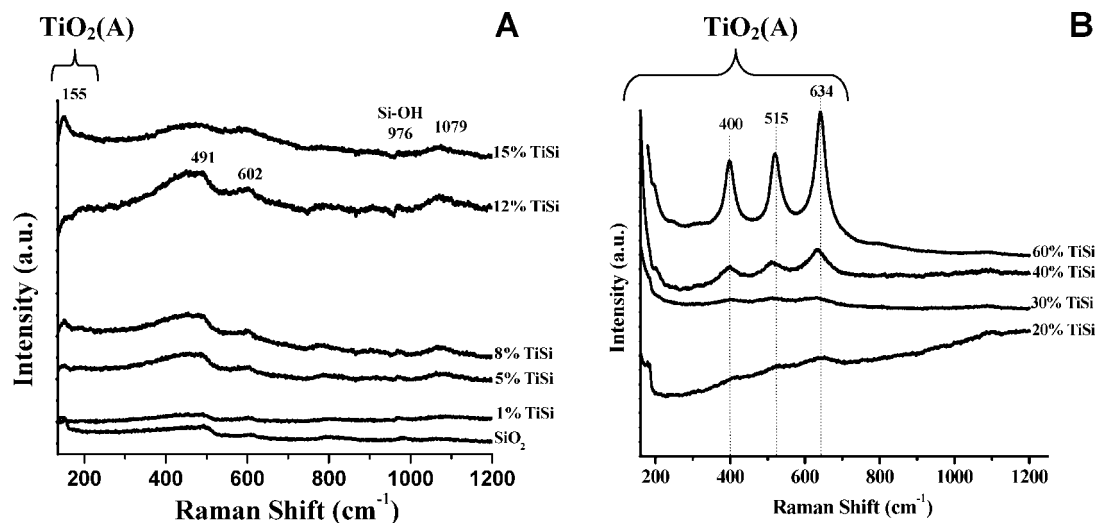 TiO2(A)
A
155
Si-OH
976
1079
15% TiSi
491
602
12% TiSi
8% TiSi
5% TiSi
1% TiSi
SiO2
Intensity (a.u.)
200 400 600 800 1000 1200
Raman Shift (cm-1)
TiO2(A)
B
634
400
515
60% TiSi
40% TiSi
30% TiSi
20% TiSi
Intensity (a.u.)
200 400 600 800 1000 1200
Raman Shift (cm-1)